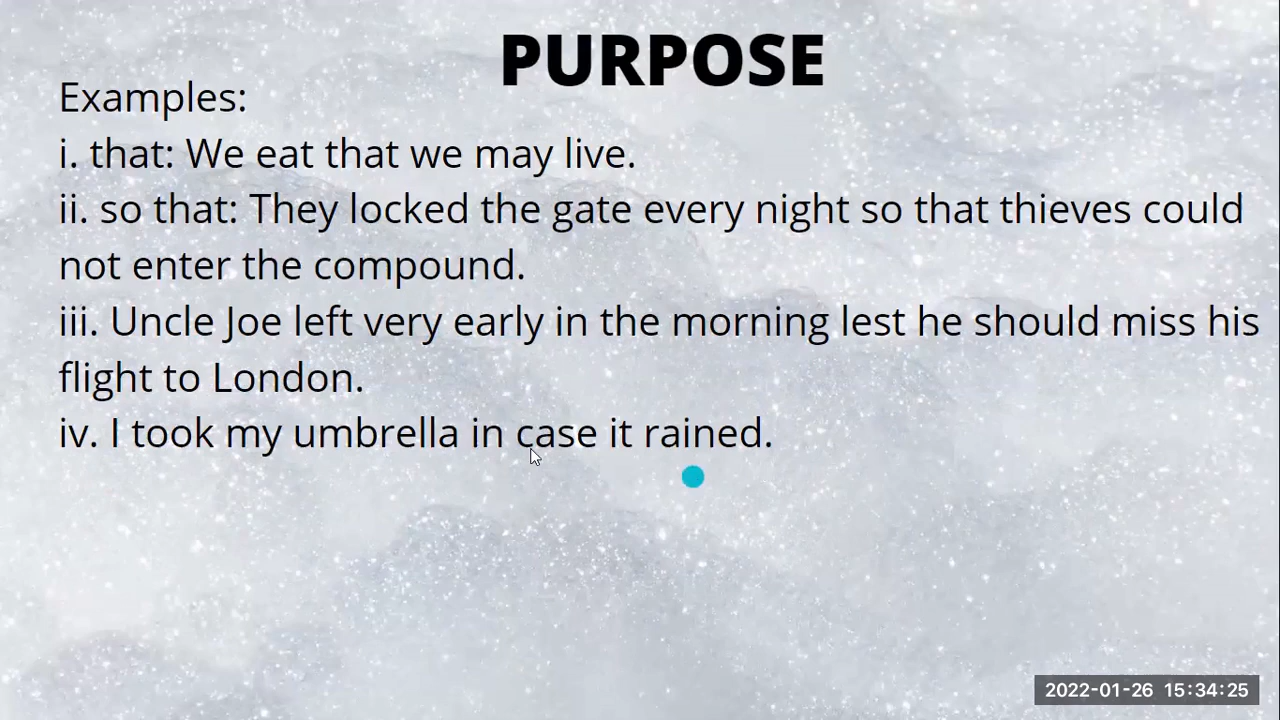 PURPOSE
Examples:
i. that: We eat that we may live.
ii. so that: They locked the gate every night so that thieves could
not enter the compound.
iii. Uncle Joe left very early in the morning lest he should miss his
flight to London.
iv. I took my umbrella in case it rained.
2022-01-26 15:34:25